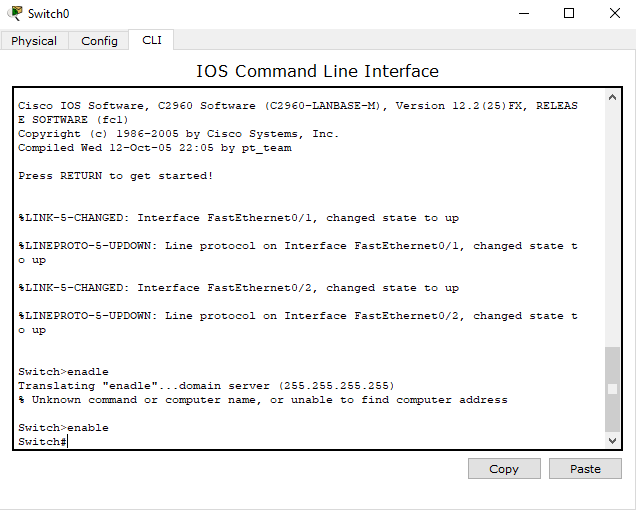 Switch0
Physical Config CLI
IOS Command Line Interface
Cisco IOS Software, C2960 Software (C2960-LANBASE-M), Version 12.2(25)FX, RELEAS
E SOFTWARE (fc1)
Copyright (c) 1986-2005 by Cisco Systems, Inc.
Compiled Wed 12-Oct-05 22:05 by pt_team
Press RETURN to get started!
%LINK-5-CHANGED: Interface FastEthernet0/1, changed state to up
%LINEPROTO-5-UPDOWN: Line protocol on Interface FastEthernet0/1, changed state t
o up
%LINK-5-CHANGED: Interface FastEthernet0/2, changed state to up
%LINEPROTO-5-UPDOWN: Line protocol on Interface FastEthernet0/2, changed state t
o up
Switch>enadle
Translating "enadle"...domain server (255.255.255.255)
% Unknown command or computer name, or unable to find computer address
Switch>enable
Switch#
Copy Paste